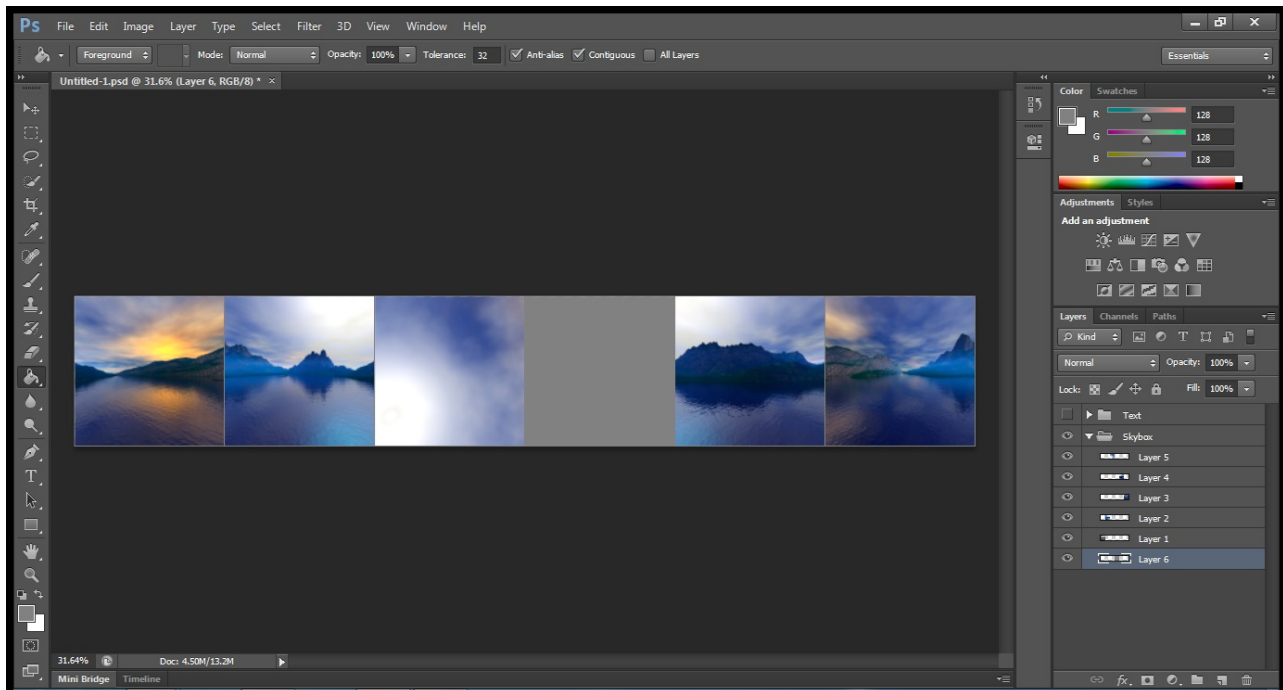 Ps File Edit Image Layer Type Select Filter 3D View Window Help
Foreground Mode: Normal Opacity: 100% Tolerance: 32 Anti-alias Contiguous All Layers Essentials
Untitled-1.psd @ 31.6% (Layer 6, RGB/8) * ×
Color Swatches
R 128
G 128
B 128
Adjustments Styles
Add an adjustment
Layers Channels Paths
Kind
Normal Opacity: 100%
Lock: Fill: 100%
Text
Skybox
Layer 5
Layer 4
Layer 3
Layer 2
Layer 1
Layer 6
31.64% Doc: 4.50M/13.2M
Mini Bridge Timeline